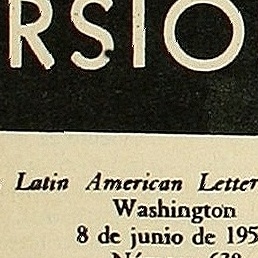 RSIO
Latin American Letter
Washington
8 de junio de 195